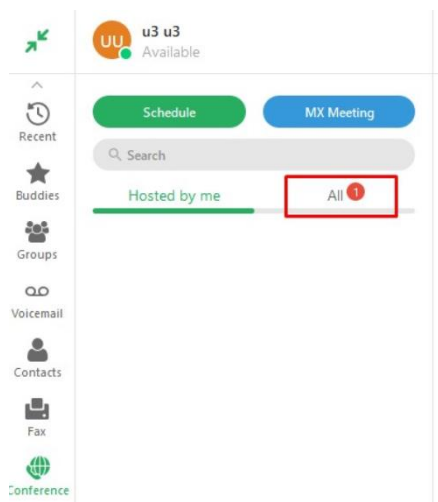 UU
u3 u3
Available
Recent
Buddies
Groups
Voicemail
Contacts
Fax
Conference
Schedule
MX Meeting
Search
Hosted by me
All 1